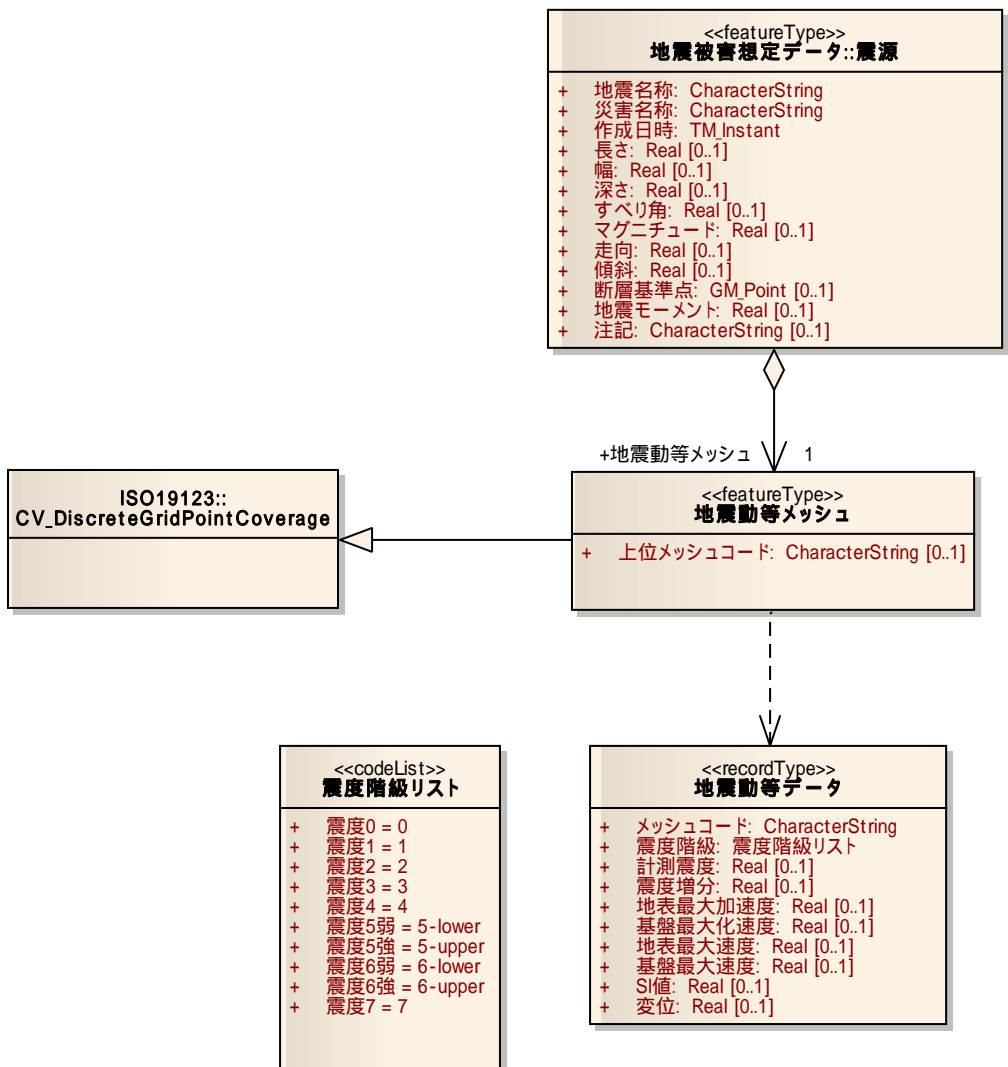 <<featureType>>
地震被害想定データ::震源
+ 地震名称: CharacterString
+ 災害名称: CharacterString
+ 作成日時: TM_Instant
+ 長さ: Real [0..1]
+ 幅: Real [0..1]
+ 深さ: Real [0..1]
+ すべり角: Real [0..1]
+ マグニチュード: Real [0..1]
+ 走向: Real [0..1]
+ 傾斜: Real [0..1]
+ 断層基準点: GM_Point [0..1]
+ 地震モーメント: Real [0..1]
+ 注記: CharacterString [0..1]
+地震動等メッシュ 1
ISO19123::
CV_DiscreteGridPointCoverage
<<featureType>>
地震動等メッシュ
+ 上位メッシュコード: CharacterString [0..1]
<<codeList>>
震度階級リスト
+ 震度0 = 0
+ 震度1 = 1
+ 震度2 = 2
+ 震度3 = 3
+ 震度4 = 4
+ 震度5弱 = 5-lower
+ 震度5強 = 5-upper
+ 震度6弱 = 6-lower
+ 震度6強 = 6-upper
+ 震度7 = 7
<<recordType>>
地震動等データ
+ メッシュコード: CharacterString
+ 震度階級: 震度階級リスト
+ 計測震度: Real [0..1]
+ 震度増分: Real [0..1]
+ 地表最大加速度: Real [0..1]
+ 基盤最大化速度: Real [0..1]
+ 地表最大速度: Real [0..1]
+ 基盤最大速度: Real [0..1]
+ SI値: Real [0..1]
+ 変位: Real [0..1]